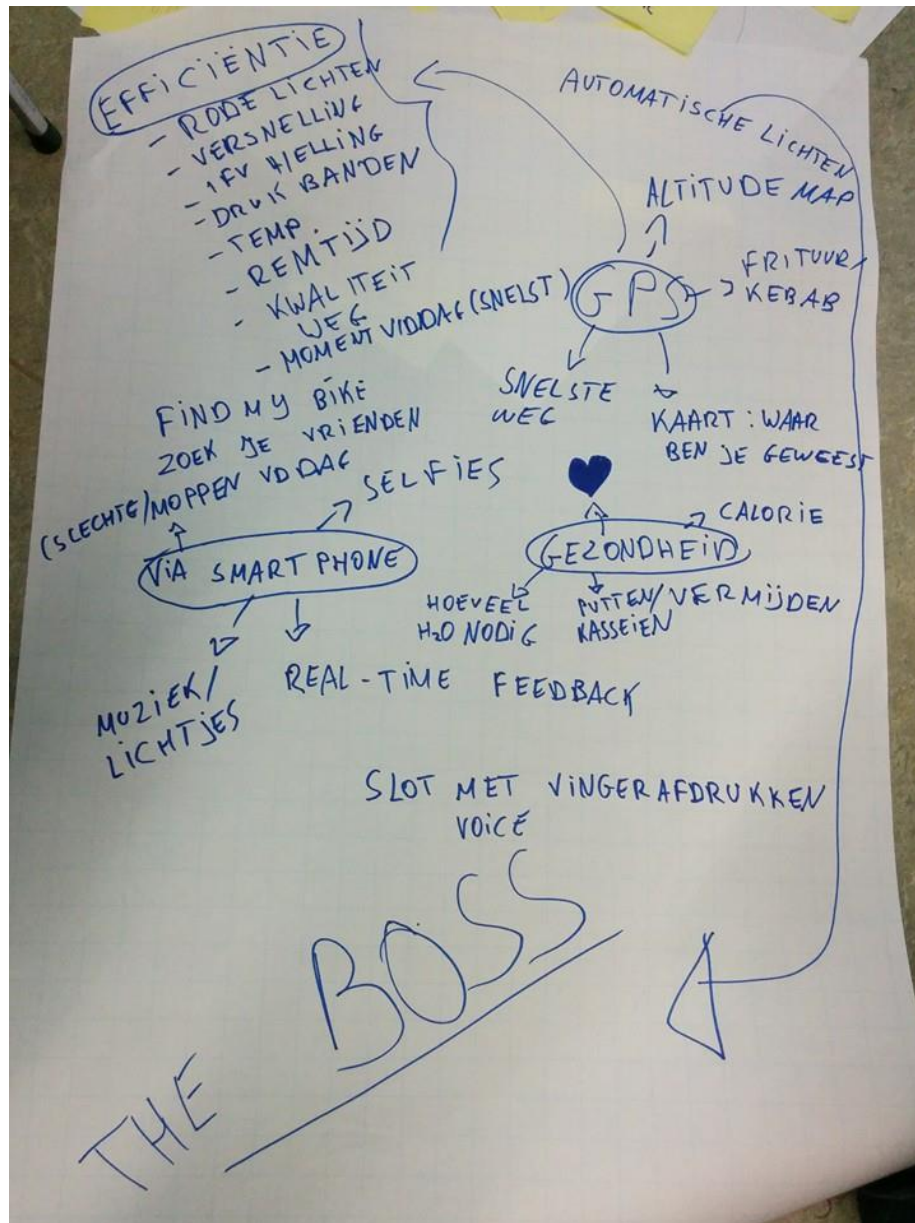 EFFICIËNTIE
- RODE LICHTEN
- VERSNELLING
- IFV HELLING
- DRUK BANDEN
- TEMP.
- REMTIJD
- KWALITEIT
WEG
- MOMENT V/D DAG (SNELST)
AUTOMATISCHE LICHTEN
ALTITUDE MAP
GPS
FRITUUR/
KEBAB
SNELSTE
WEG
KAART : WAAR
BEN JE GEWEEST
FIND MY BIKE
ZOEK JE VRIENDEN
(SLECHTE)/MOPPEN VD DAG
SELFIES
VIA SMARTPHONE
MUZIEK/
LICHTJES
REAL-TIME FEEDBACK
GEZONDHEID
CALORIE
HOEVEEL
H2O NODIG
PUTTEN/VERMIJDEN
KASSEIEN
SLOT MET VINGERAFDRUKKEN
VOICE
THE BOSS